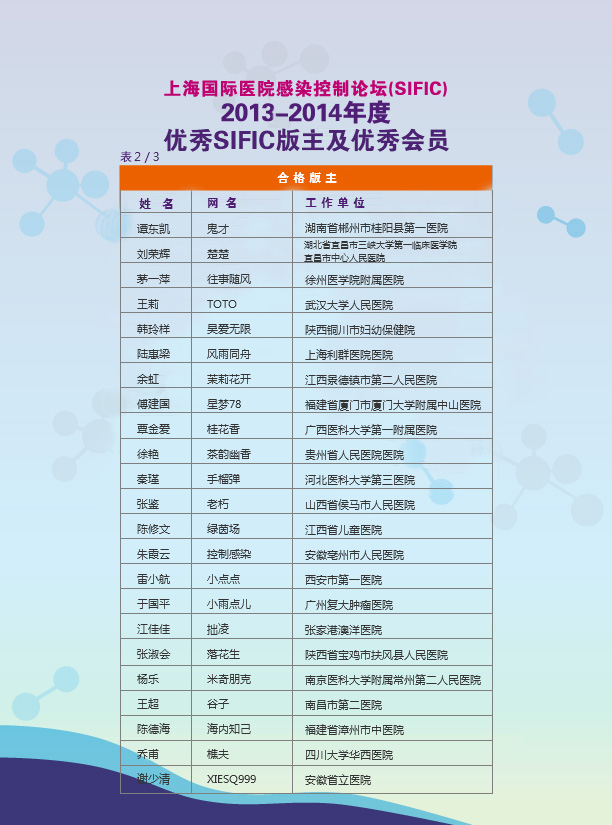 上海国际医院感染控制论坛(SIFIC)
2013-2014年度
优秀SIFIC版主及优秀会员
表2/3
合格版主
姓 名 网 名 工作单位
谭东凯 鬼才 湖南省郴州市桂阳县第一医院
刘荣辉 楚楚 湖北省宜昌市三峡大学第一临床医学院
宜昌市中心人民医院
茅一萍 往事随风 徐州医学院附属医院
王莉 TOTO 武汉大学人民医院
韩玲样 昊爱无限 陕西铜川市妇幼保健院
陆惠梁 风雨同舟 上海利群医院医院
余虹 茉莉花开 江西景德镇市第二人民医院
傅建国 星梦78 福建省厦门市厦门大学附属中山医院
覃金爱 桂花香 广西医科大学第一附属医院
徐艳 茶韵幽香 贵州省人民医院医院
秦瑾 手榴弹 河北医科大学第三医院
张鉴 老朽 山西省侯马市人民医院
陈修文 绿茵场 江西省儿童医院
朱霞云 控制感染 安徽亳州市人民医院
雷小航 小点点 西安市第一医院
于国平 小雨点儿 广州复大肿瘤医院
江佳佳 拙凌 张家港澳洋医院
张淑会 落花生 陕西省宝鸡市扶风县人民医院
杨乐 米奇朋克 南京医科大学附属常州第二人民医院
王超 谷子 南昌市第二医院
陈德海 海内知己 福建省漳州市中医院
乔甫 樵夫 四川大学华西医院
谢少清 XIESQ999 安徽省立医院